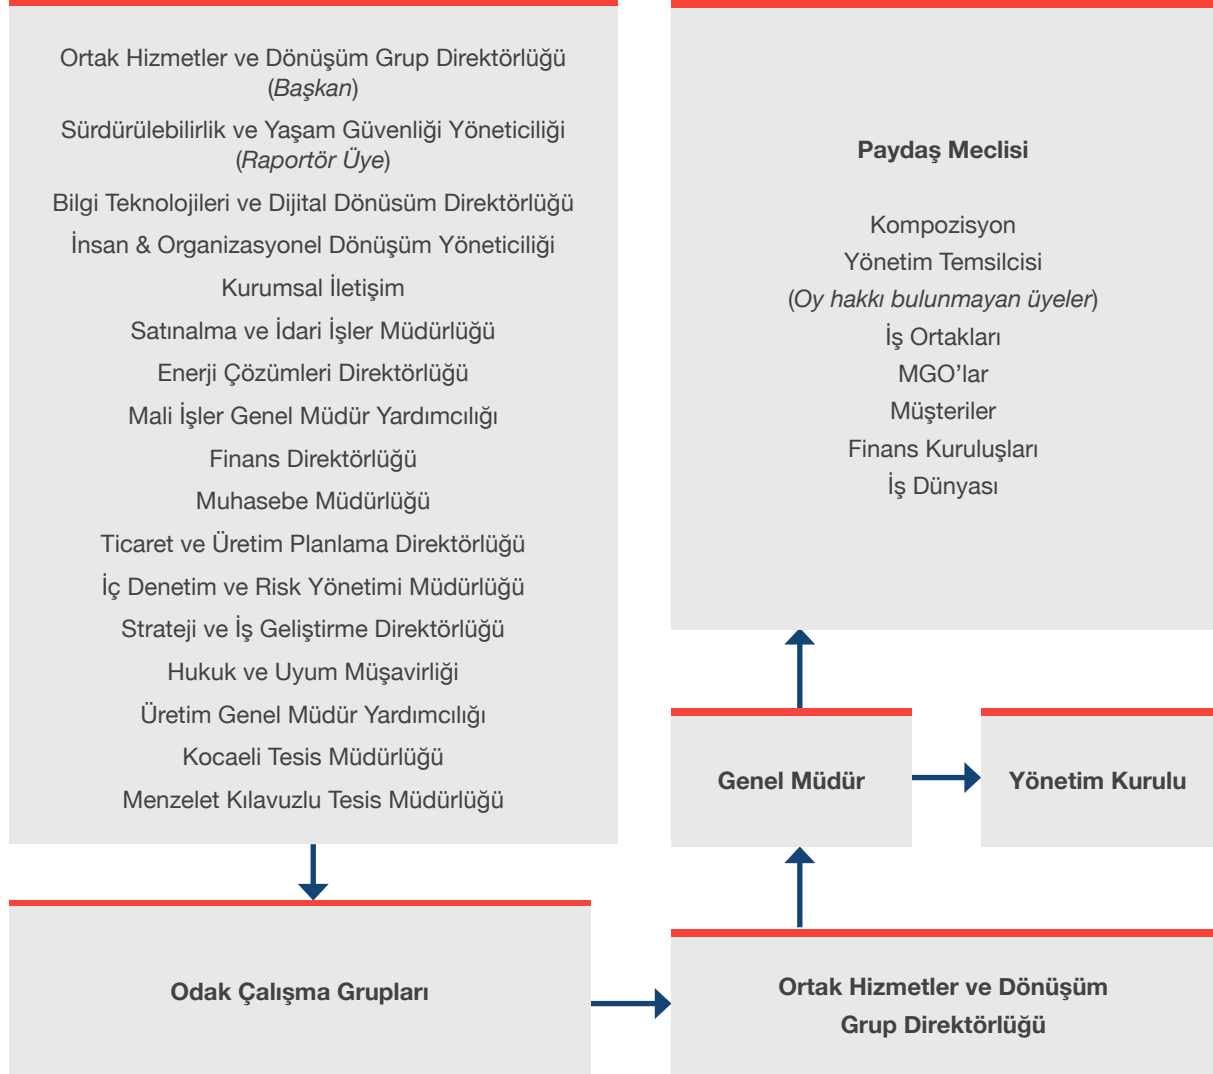 Ortak Hizmetler ve Dönüşüm Grup Direktörlüğü
(Başkan)
Sürdürülebilirlik ve Yaşam Güvenliği Yöneticiliği
(Raportör Üye)
Bilgi Teknolojileri ve Dijital Dönüsüm Direktörlüğü
İnsan & Organizasyonel Dönüşüm Yöneticiliği
Kurumsal İletişim
Satınalma ve İdari İşler Müdürlüğü
Enerji Çözümleri Direktörlüğü
Mali İşler Genel Müdür Yardımcılığı
Finans Direktörlüğü
Muhasebe Müdürlüğü
Ticaret ve Üretim Planlama Direktörlüğü
İç Denetim ve Risk Yönetimi Müdürlüğü
Strateji ve İş Geliştirme Direktörlüğü
Hukuk ve Uyum Müşavirliği
Üretim Genel Müdür Yardımcılığı
Kocaeli Tesis Müdürlüğü
Menzelet Kılavuzlu Tesis Müdürlüğü
Odak Çalışma Grupları
Ortak Hizmetler ve Dönüşüm
Grup Direktörlüğü
Genel Müdür
Yönetim Kurulu
Paydaş Meclisi
Kompozisyon
Yönetim Temsilcisi
(Oy hakkı bulunmayan üyeler)
İş Ortakları
MGO’lar
Müşteriler
Finans Kuruluşları
İş Dünyası